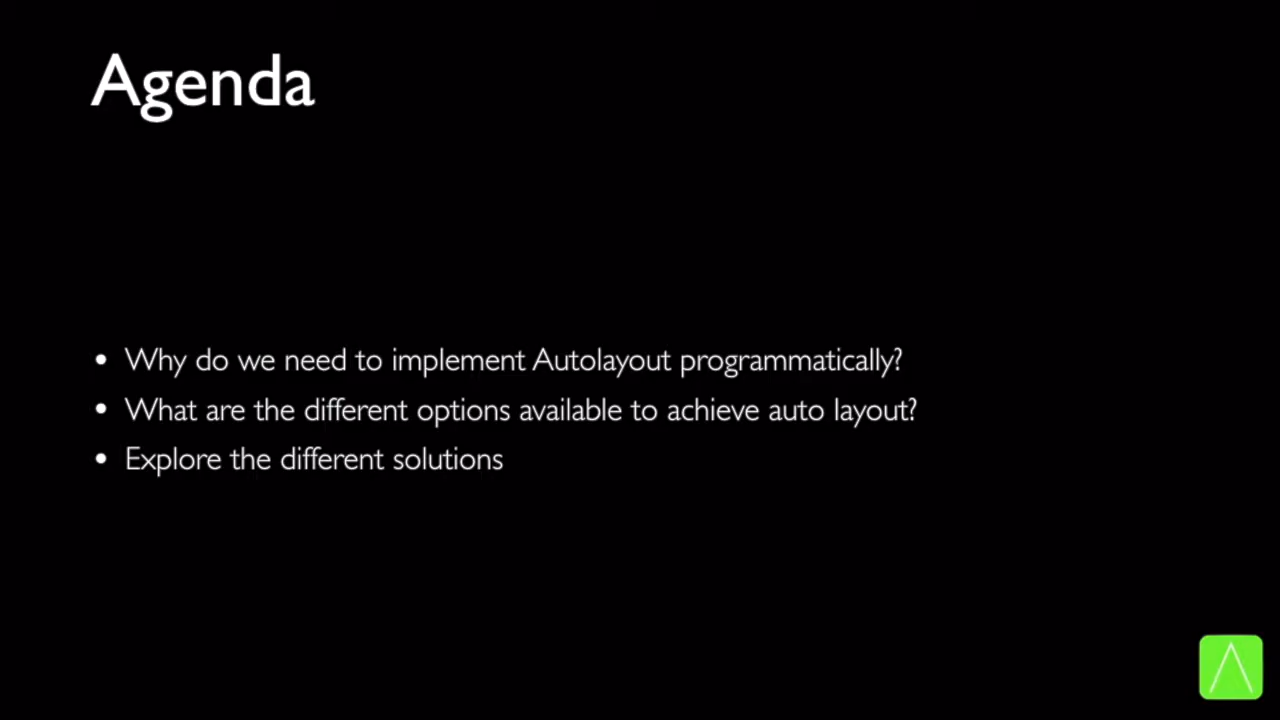 Agenda
• Why do we need to implement Autolayout programmatically?
• What are the different options available to achieve auto layout?
• Explore the different solutions